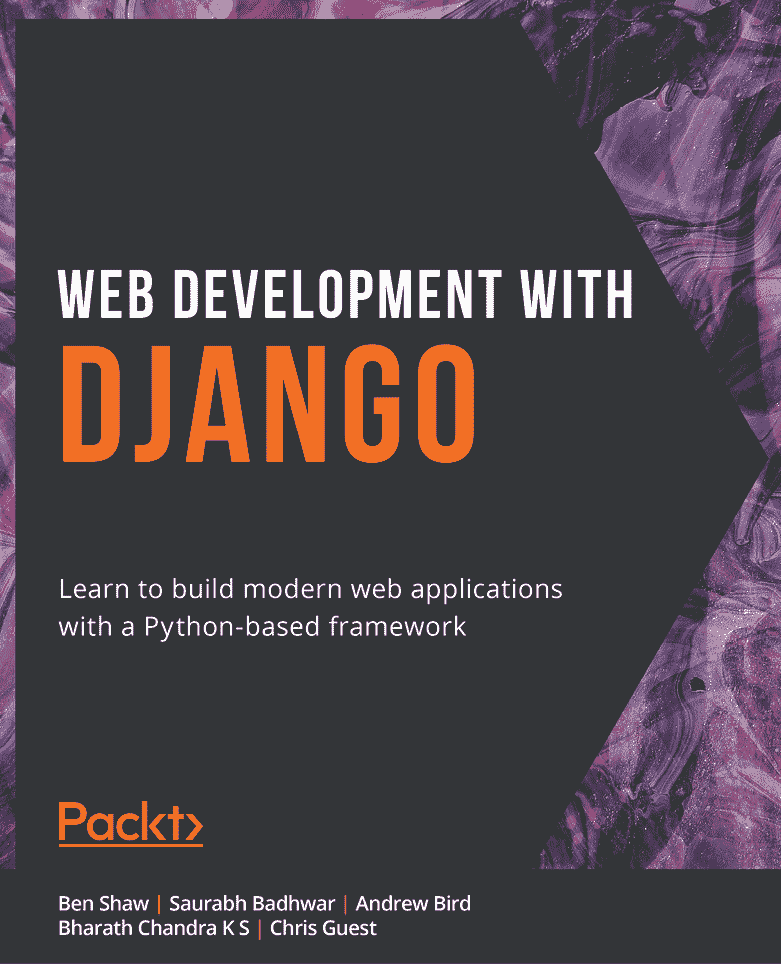 WEB DEVELOPMENT WITH
DJANGO
Learn to build modern web applications
with a Python-based framework
Packt>
Ben Shaw | Saurabh Badhwar | Andrew Bird
Bharath Chandra K S | Chris Guest